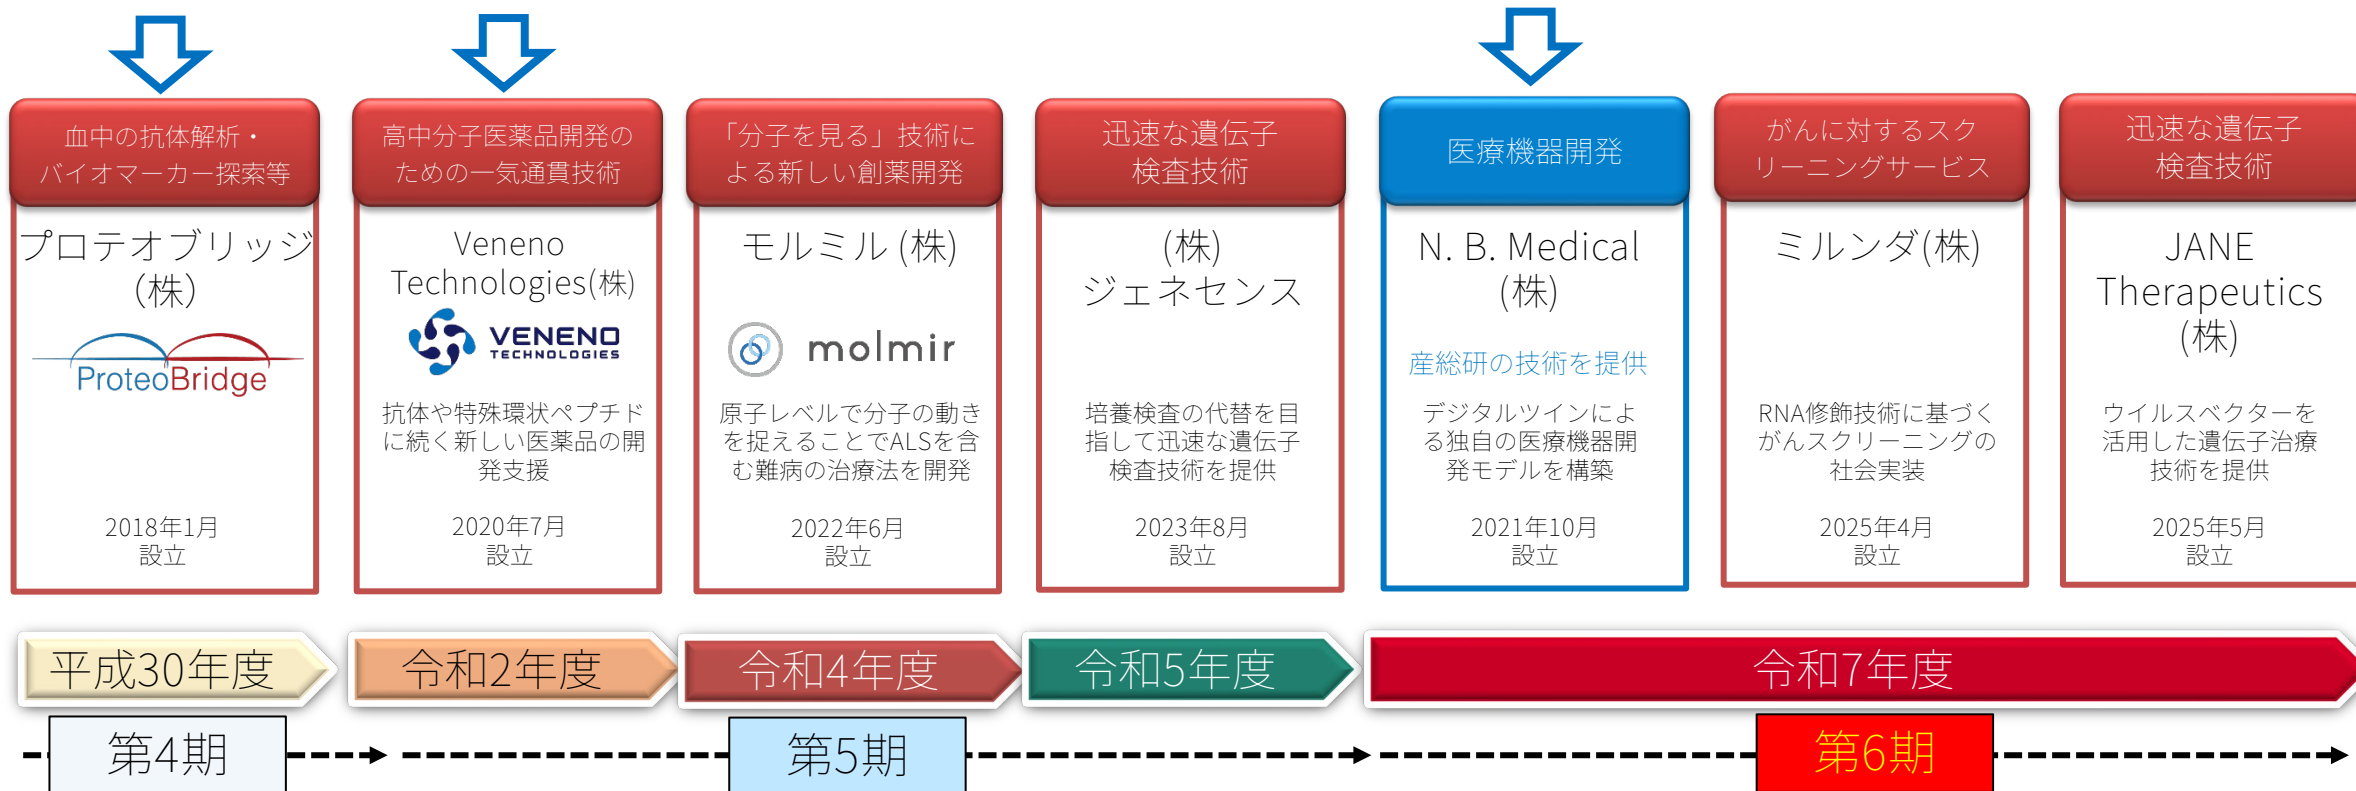 血中の抗体解析・
バイオマーカー探索等
プロテオブリッジ
（株）
ProteoBridge
2018年1月
設立
高中分子医薬品開発の
ための一気通貫技術
Veneno
Technologies(株)
VENENO
TECHNOLOGIES
抗体や特殊環状ペプチド
に続く新しい医薬品の開
発支援
2020年7月
設立
「分子を見る」技術に
よる新しい創薬開発
モルミル (株)
molmir
原子レベルで分子の動き
を捉えることでALSを含
む難病の治療法を開発
2022年6月
設立
迅速な遺伝子
検査技術
(株)
ジェネセンス
培養検査の代替を目
指して迅速な遺伝子
検査技術を提供
2023年8月
設立
医療機器開発
N. B. Medical
(株)
産総研の技術を提供
デジタルツインによ
る独自の医療機器開
発モデルを構築
2021年10月
設立
がんに対するスク
リーニングサービス
ミルンダ(株)
RNA修飾技術に基づく
がんスクリーニングの
社会実装
2025年4月
設立
迅速な遺伝子
検査技術
JANE
Therapeutics
(株)
ウイルスベクターを
活用した遺伝子治療
技術を提供
2025年5月
設立
平成30年度
令和2年度
令和4年度
令和5年度
令和7年度
第4期
第5期
第6期